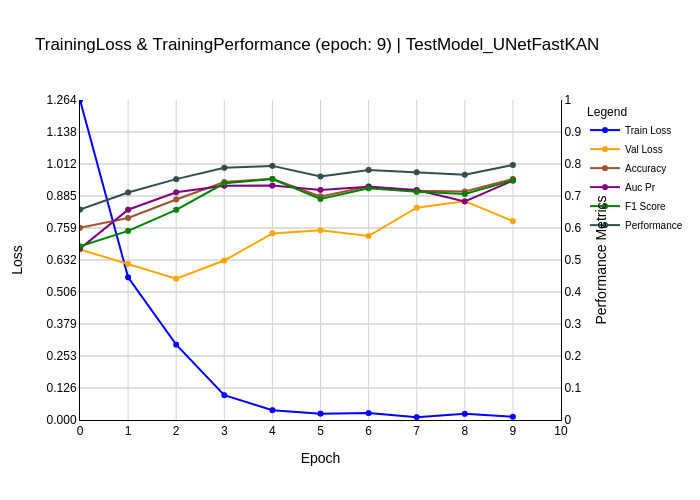 TrainingLoss & TrainingPerformance (epoch: 9) | TestModel_UNetFastKAN
Legend
Train Loss
Val Loss
Accuracy
Auc Pr
F1 Score
Performance
Loss
1.264
1.138
1.012
0.885
0.759
0.632
0.506
0.379
0.253
0.126
0.000
1
0.9
0.8
0.7
0.6
0.5
0.4
0.3
0.2
0.1
0
Performance Metrics
0 1 2 3 4 5 6 7 8 9 10
Epoch